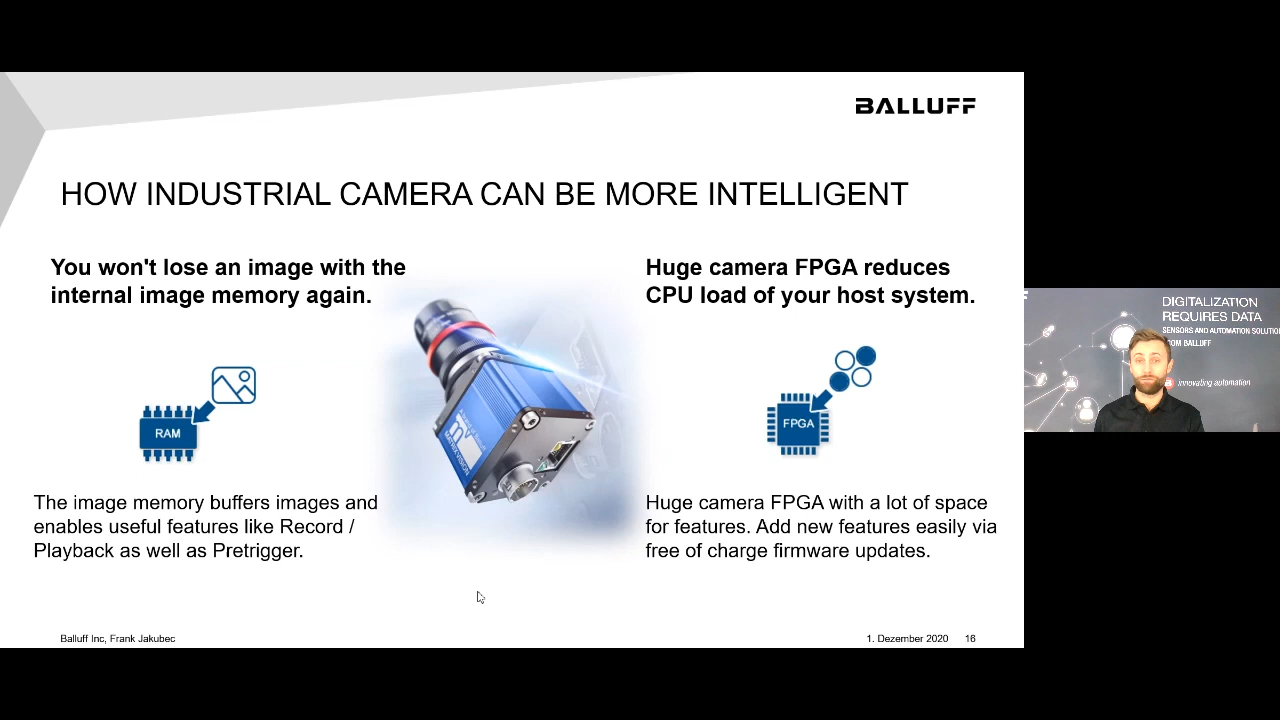 BALLUFF
HOW INDUSTRIAL CAMERA CAN BE MORE INTELLIGENT
You won't lose an image with the
internal image memory again.
Huge camera FPGA reduces
CPU load of your host system.
RAM
FPGA
MATRIX VISION
The image memory buffers images and
enables useful features like Record /
Playback as well as Pretrigger.
Huge camera FPGA with a lot of space
for features. Add new features easily via
free of charge firmware updates.
Balluff Inc, Frank Jakubec
1. Dezember 2020
16
DIGITALIZATION
REQUIRES DATA
SENSORS AND AUTOMATION SOLUTIO
OM BALLUFF
innovating automation